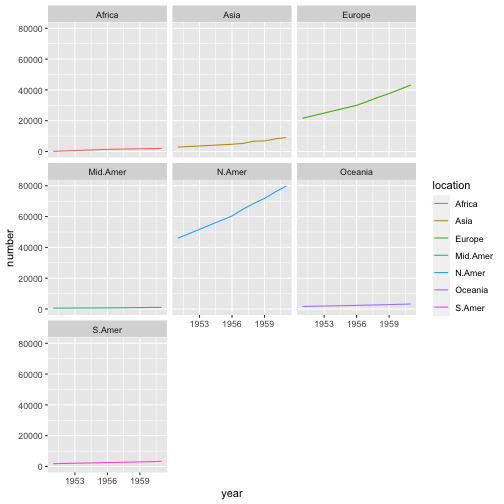 Africa Asia Europe
80000
60000
40000
20000
0
Mid.Amer N.Amer Oceania
80000
60000
40000
20000
0
1953 1956 1959 1953 1956 1959
S.Amer
80000
60000
40000
20000
0
1953 1956 1959
year
number
location
Africa
Asia
Europe
Mid.Amer
N.Amer
Oceania
S.Amer